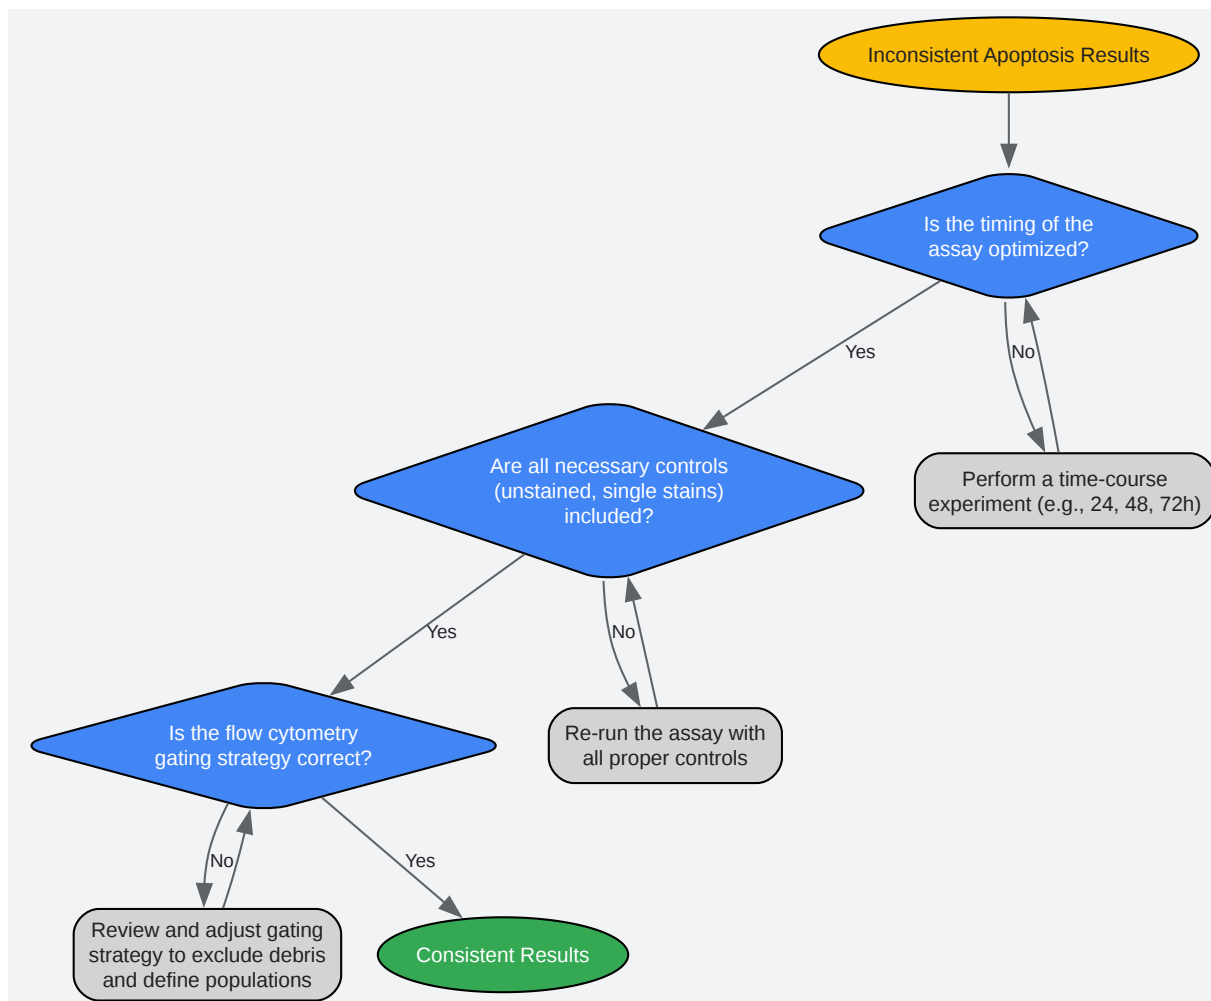 Inconsistent Apoptosis Results
Is the timing of the
assay optimized?
Yes
No
Perform a time-course
experiment (e.g., 24, 48, 72h)
Are all necessary controls
(unstained, single stains)
included?
Yes
No
Re-run the assay with
all proper controls
Is the flow cytometry
gating strategy correct?
No
Yes
Review and adjust gating
strategy to exclude debris
and define populations
Consistent Results